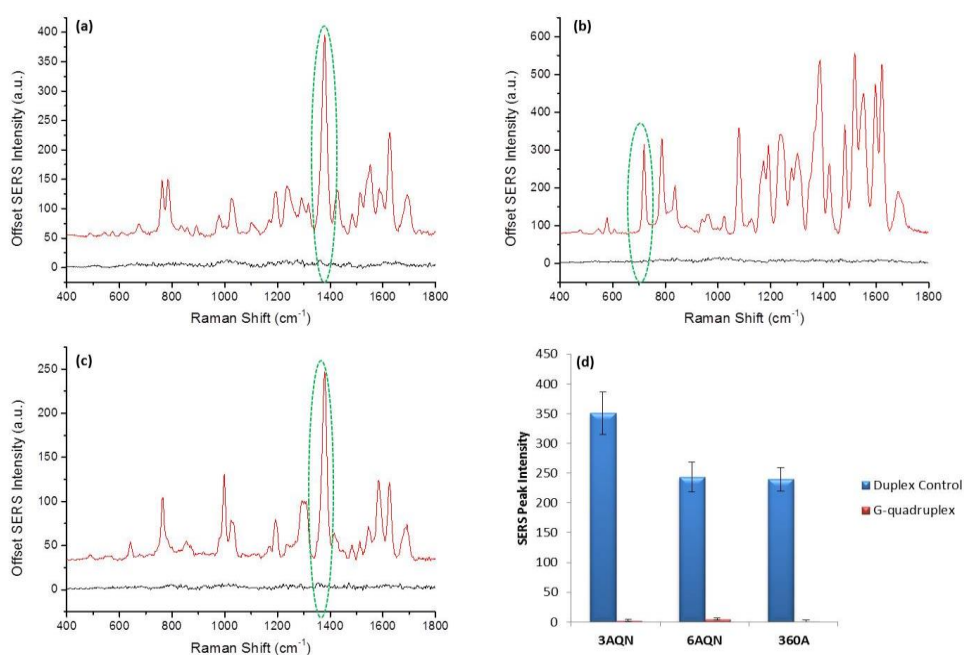 (a)
Offset SERS Intensity (a.u.)
400
350
300
250
200
150
100
50
0
400 600 800 1000 1200 1400 1600 1800
Raman Shift (cm⁻¹)
(b)
Offset SERS Intensity (a.u.)
600
500
400
300
200
100
0
400 600 800 1000 1200 1400 1600 1800
Raman Shift (cm⁻¹)
(c)
Offset SERS Intensity (a.u.)
250
200
150
100
50
0
400 600 800 1000 1200 1400 1600 1800
Raman Shift (cm⁻¹)
(d)
SERS Peak Intensity
450
400
350
300
250
200
150
100
50
0
3AQN 6AQN 360A
Duplex Control
G-quadruplex